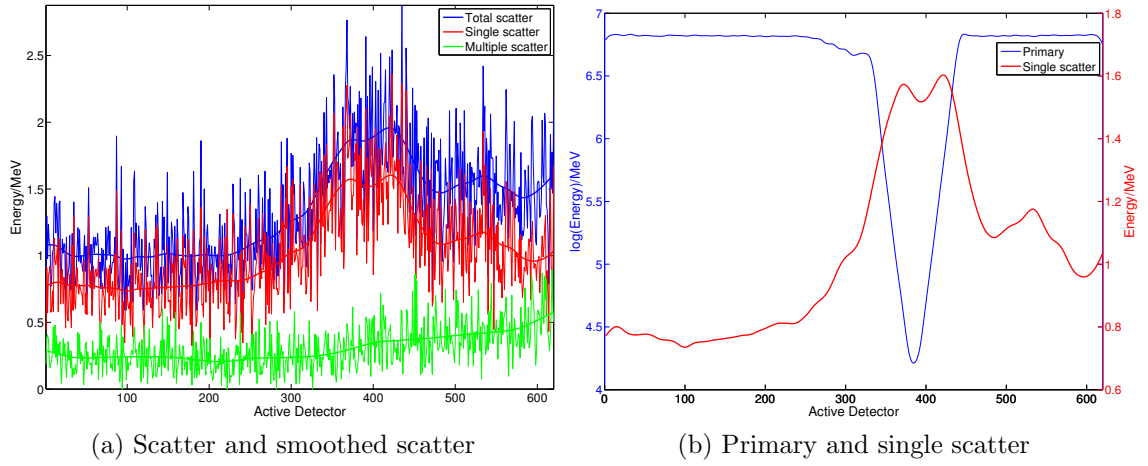 Total scatter
Single scatter
Multiple scatter
Energy/MeV
2.5
2
1.5
1
0.5
0
100 200 300 400 500 600
Active Detector
(a) Scatter and smoothed scatter
Primary
Single scatter
log(Energy)/MeV
7
6.5
6
5.5
5
4.5
4
Energy/MeV
1.8
1.6
1.4
1.2
1
0.8
0.6
0 100 200 300 400 500 600
Active Detector
(b) Primary and single scatter